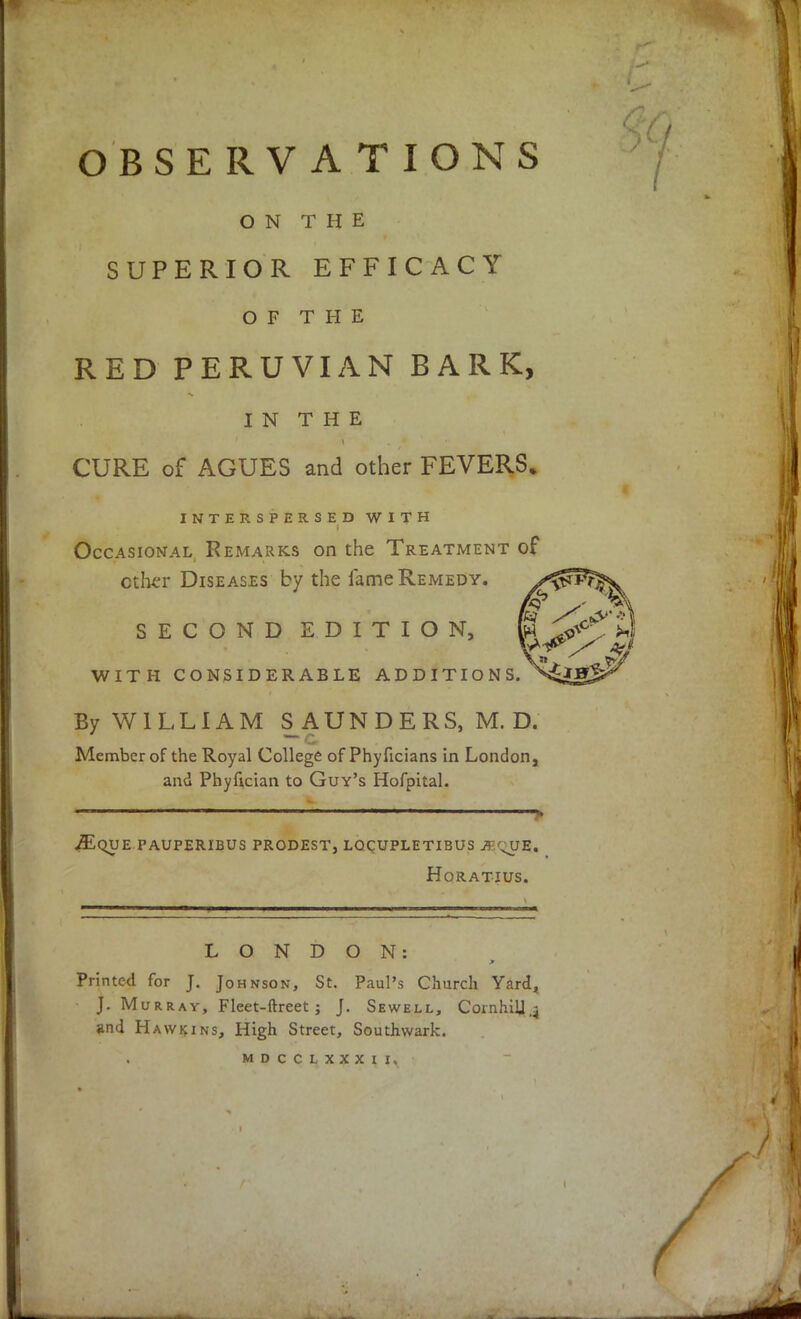 OBSERVATIONS
ON THE
SUPERIOR EFFICACY
OF THE
RED PERUVIAN BARK,
IN THE
CURE of AGUES and other FEVERS.
INTERSPERSED WITH
Occasional Remarks on the Treatment of
other Diseases by the ſame Remedy.
SECOND EDITION,
WITH CONSIDERABLE ADDITIONS.
By WILLIAM SAUNDERS, M. D.
Member of the Royal College of Phyſicians in London,
and Phyſician to Guy's Hoſpital.
ÆQUE PAUPERIBUS PRODEST, LOCUPLETIBUS ÆQUE.
Horatius.
LONDON:
Printed for J. Johnson, St. Paul's Church Yard,
J. Murray, Fleet-ſtreet; J. Sewell, Cornhill;
and Hawkins, High Street, Southwark.
MDCCLXXXII.